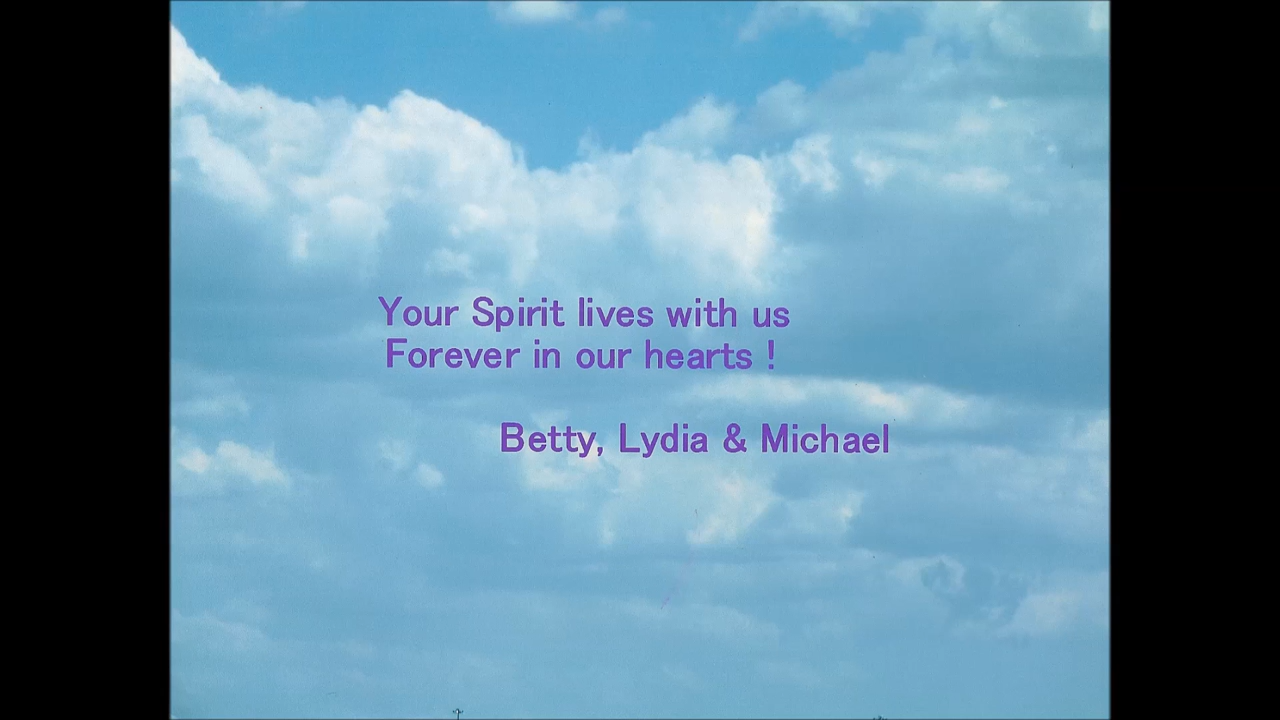 Your Spirit lives with us
Forever in our hearts !
Betty, Lydia & Michael